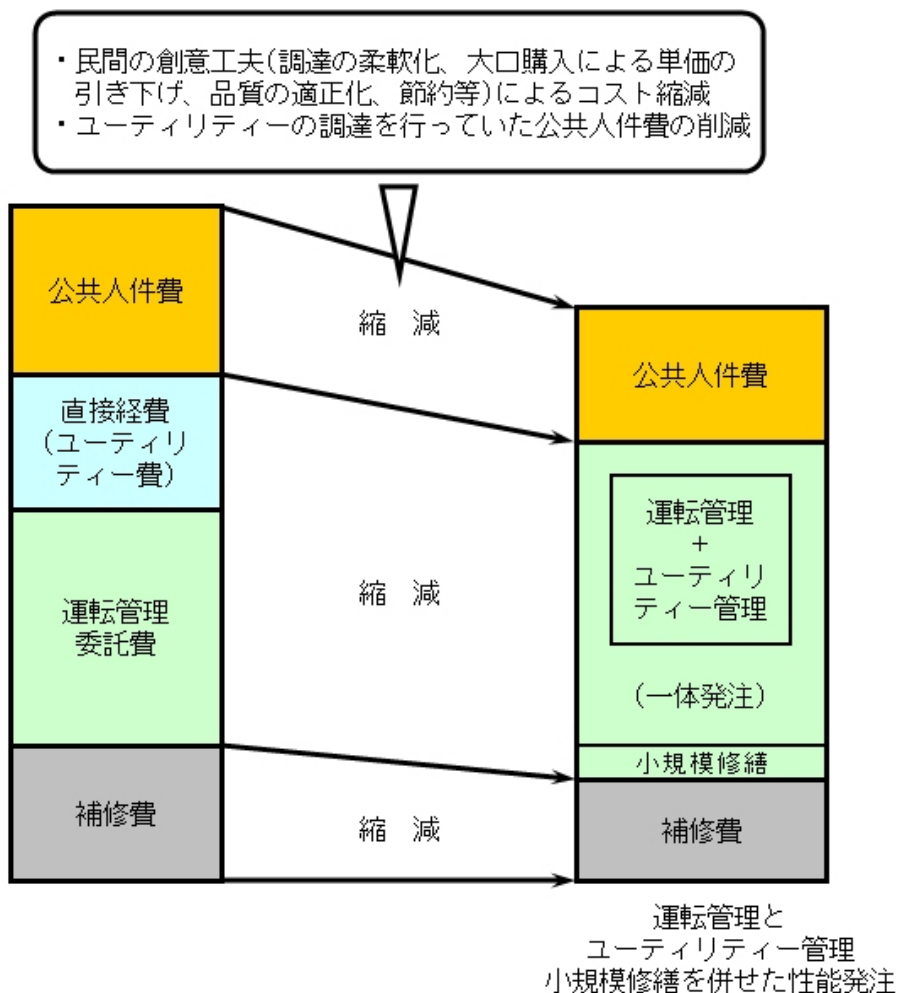 ・民間の創意工夫(調達の柔軟化、大口購入による単価の
引き下げ、品質の適正化、節約等)によるコスト縮減
・ユーティリティーの調達を行っていた公共人件費の削減
公共人件費
縮 減
公共人件費
直接経費
(ユーティリ
ティー費)
運転管理
+
ユーティリ
ティー管理
縮 減
運転管理
委託費
(一体発注)
小規模修繕
補修費
縮 減
補修費
運転管理と
ユーティリティー管理
小規模修繕を併せた性能発注